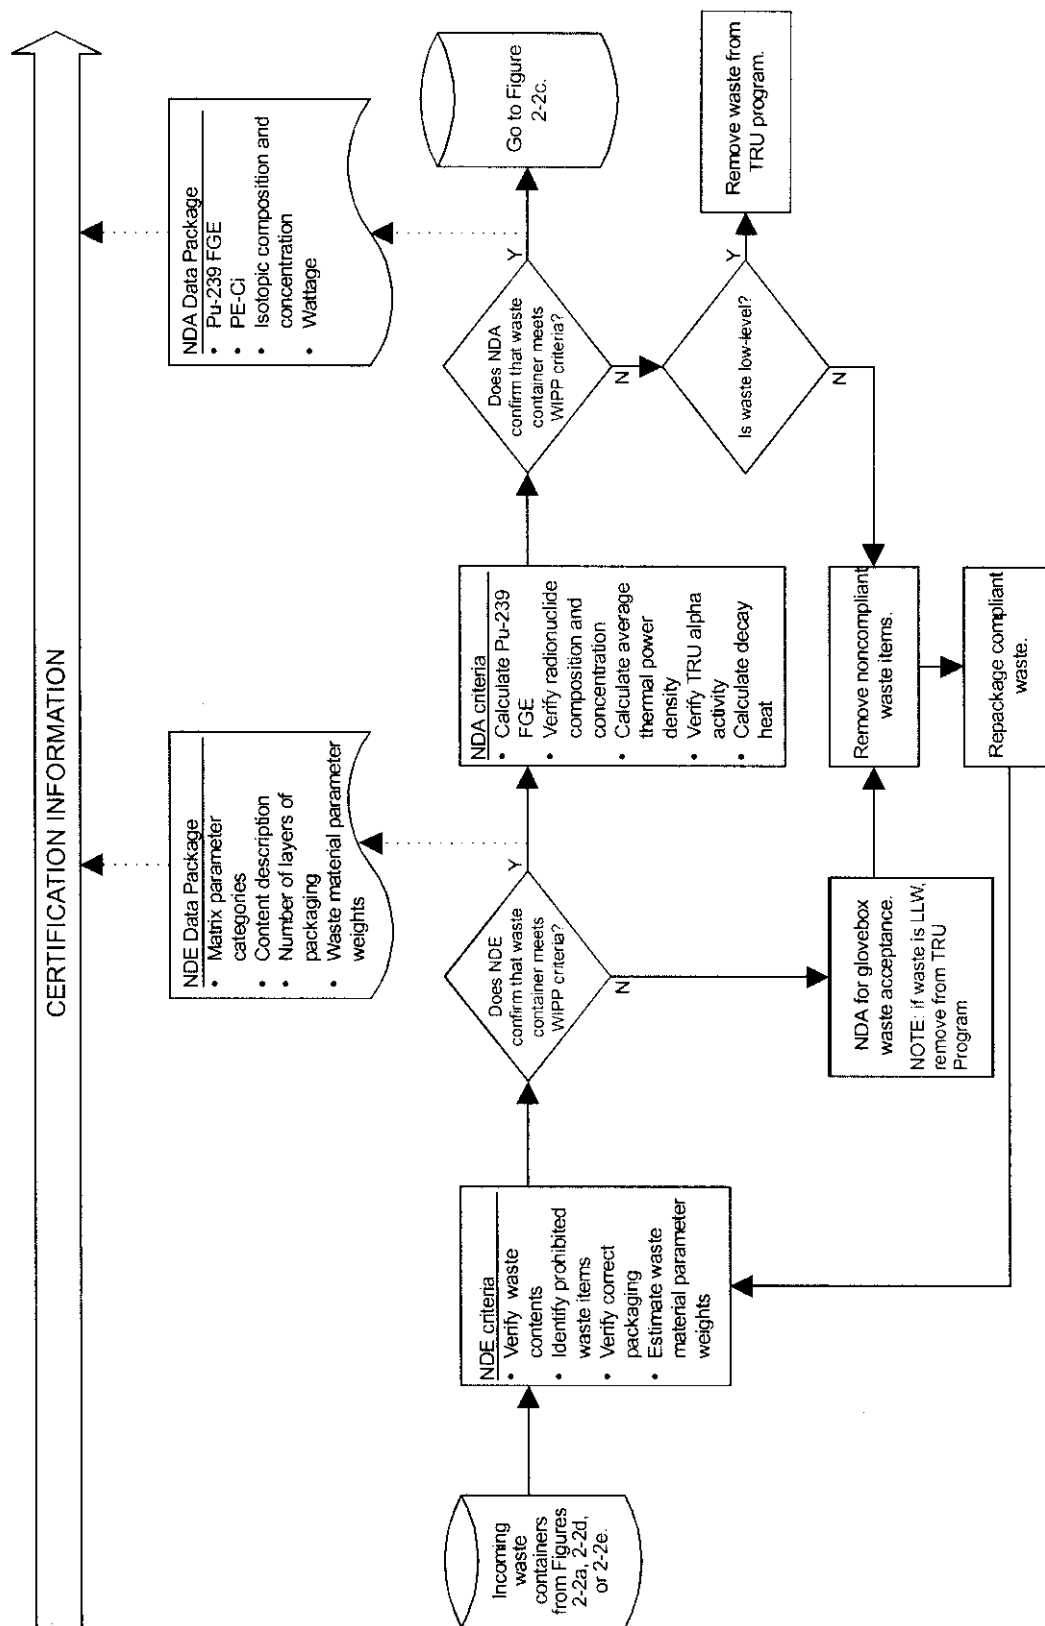 CERTIFICATION INFORMATION
NDE Data Package
• Matrix parameter
categories
• Content description
• Number of layers of
packaging
• Waste material parameter
weights
NDA Data Package
• Pu-239 FGE
• PE-Ci
• Isotopic composition and
concentration
• Wattage
Incoming
waste
containers
from Figures
2-2a, 2-2d,
or 2-2e.
NDE criteria
• Verify waste
contents
• Identify prohibited
waste items
• Verify correct
packaging
• Estimate waste
material parameter
weights
Does NDE
confirm that waste
container meets
WIPP criteria?
Y
N
NDA criteria
• Calculate Pu-239
FGE
• Verify radionuclide
composition and
concentration
• Calculate average
thermal power
density
• Verify TRU alpha
activity
• Calculate decay
heat
Does NDA
confirm that waste
container meets
WIPP criteria?
Y
N
Go to Figure
2-2c.
Is waste low-level?
Y
N
Remove waste from
TRU program.
NDA for glovebox
waste acceptance.
NOTE: if waste is LLW,
remove from TRU
Program
Remove noncompliant
waste items.
Repackage compliant
waste.